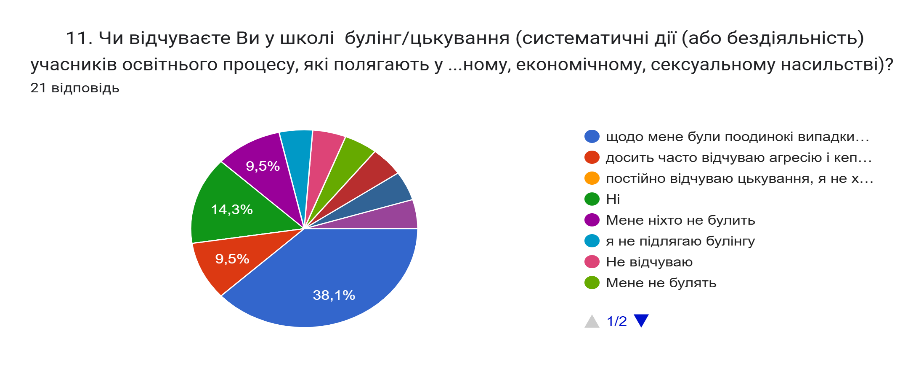 11. Чи відчуваєте Ви у школі булінг/цькування (систематичні дії (або бездіяльність)
учасників освітнього процесу, які полягають у ...ному, економічному, сексуальному насильстві)?
21 відповідь
9,5%
14,3%
9,5%
38,1%
щодо мене були поодинокі випадки...
досить часто відчуваю агресію і кеп...
постійно відчуваю цькування, я не х...
Ні
Мене ніхто не булить
я не підлягаю булінгу
Не відчуваю
Мене не булять
1/2